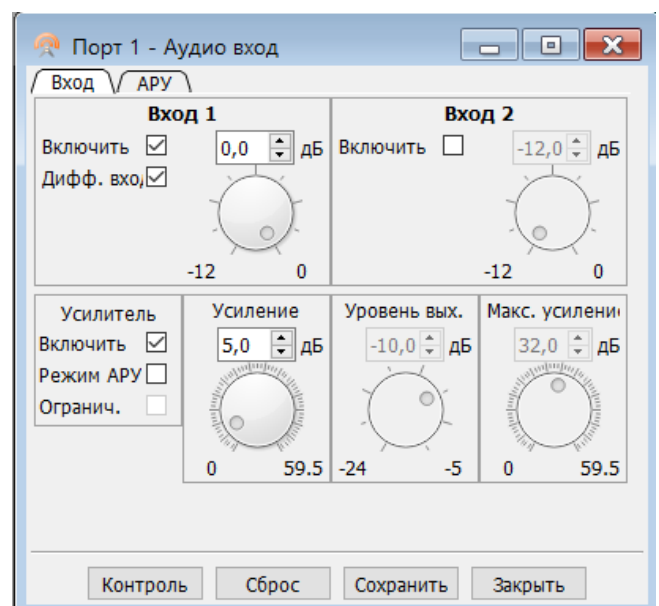 Порт 1 - Аудио вход
Вход АРУ
Вход 1
Включить 0,0 дБ
Дифф. вход
-12 0
Вход 2
Включить -12,0 дБ
-12 0
Усилитель
Включить
Режим АРУ
Огранич.
Усиление
5,0 дБ
0 59.5
Уровень вых.
-10,0 дБ
-24 -5
Макс. усилени
32,0 дБ
0 59.5
Контроль Сброс Сохранить Закрыть